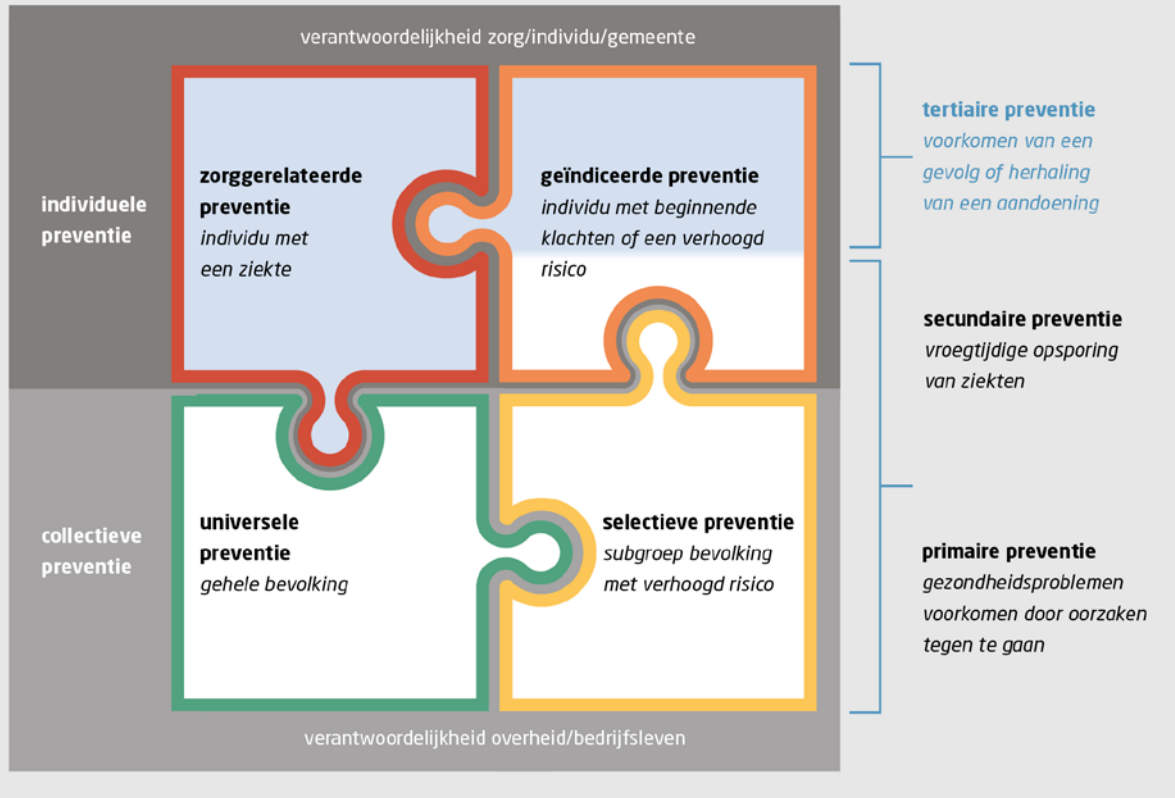 verantwoordelijkheid zorg/individu/gemeente
individuele
preventie
zorggerelateerde
preventie
individu met
een ziekte
geïndiceerde preventie
individu met beginnende
klachten of een verhoogd
risico
tertiaire preventie
voorkomen van een
gevolg of herhaling
van een aandoening
secundaire preventie
vroegtijdige opsporing
van ziekten
collectieve
preventie
universele
preventie
gehele bevolking
selectieve preventie
subgroep bevolking
met verhoogd risico
primaire preventie
gezondheidsproblemen
voorkomen door oorzaken
tegen te gaan
verantwoordelijkheid overheid/bedrijfsleven